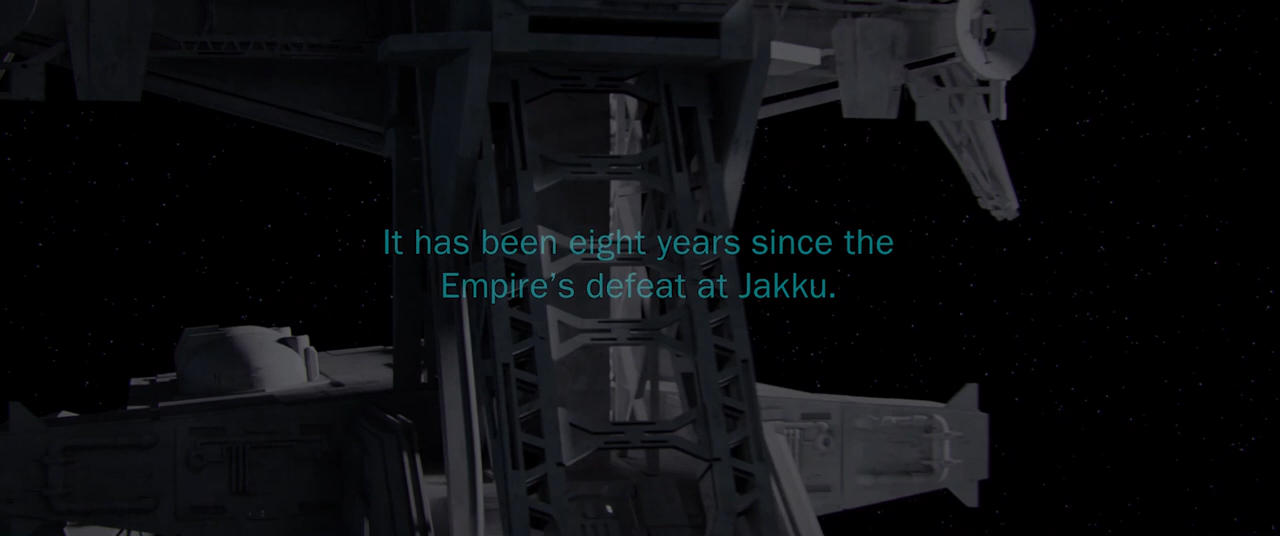 It has been eight years since the
Empire’s defeat at Jakku.